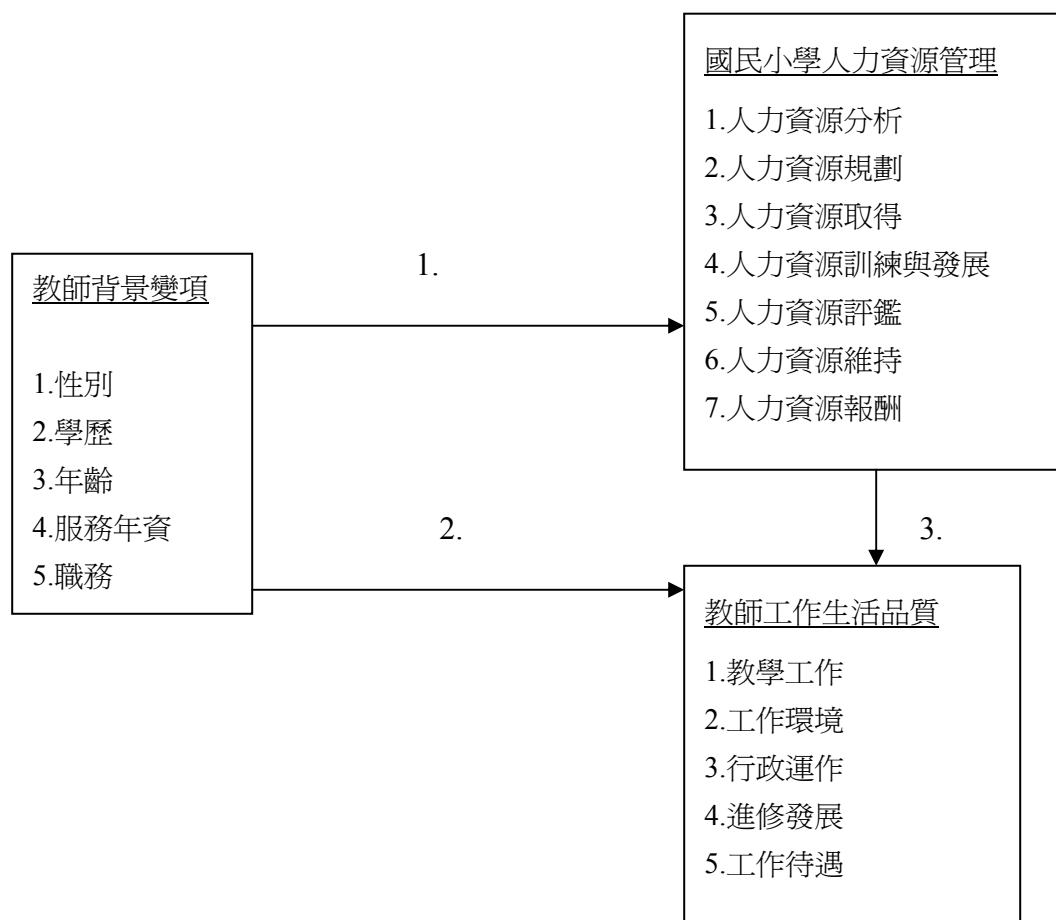 國民小學人力資源管理
1.人力資源分析
2.人力資源規劃
3.人力資源取得
4.人力資源訓練與發展
5.人力資源評鑑
6.人力資源維持
7.人力資源報酬
1.
教師背景變項
1.性別
2.學歷
3.年齡
4.服務年資
5.職務
2.
3.
教師工作生活品質
1.教學工作
2.工作環境
3.行政運作
4.進修發展
5.工作待遇